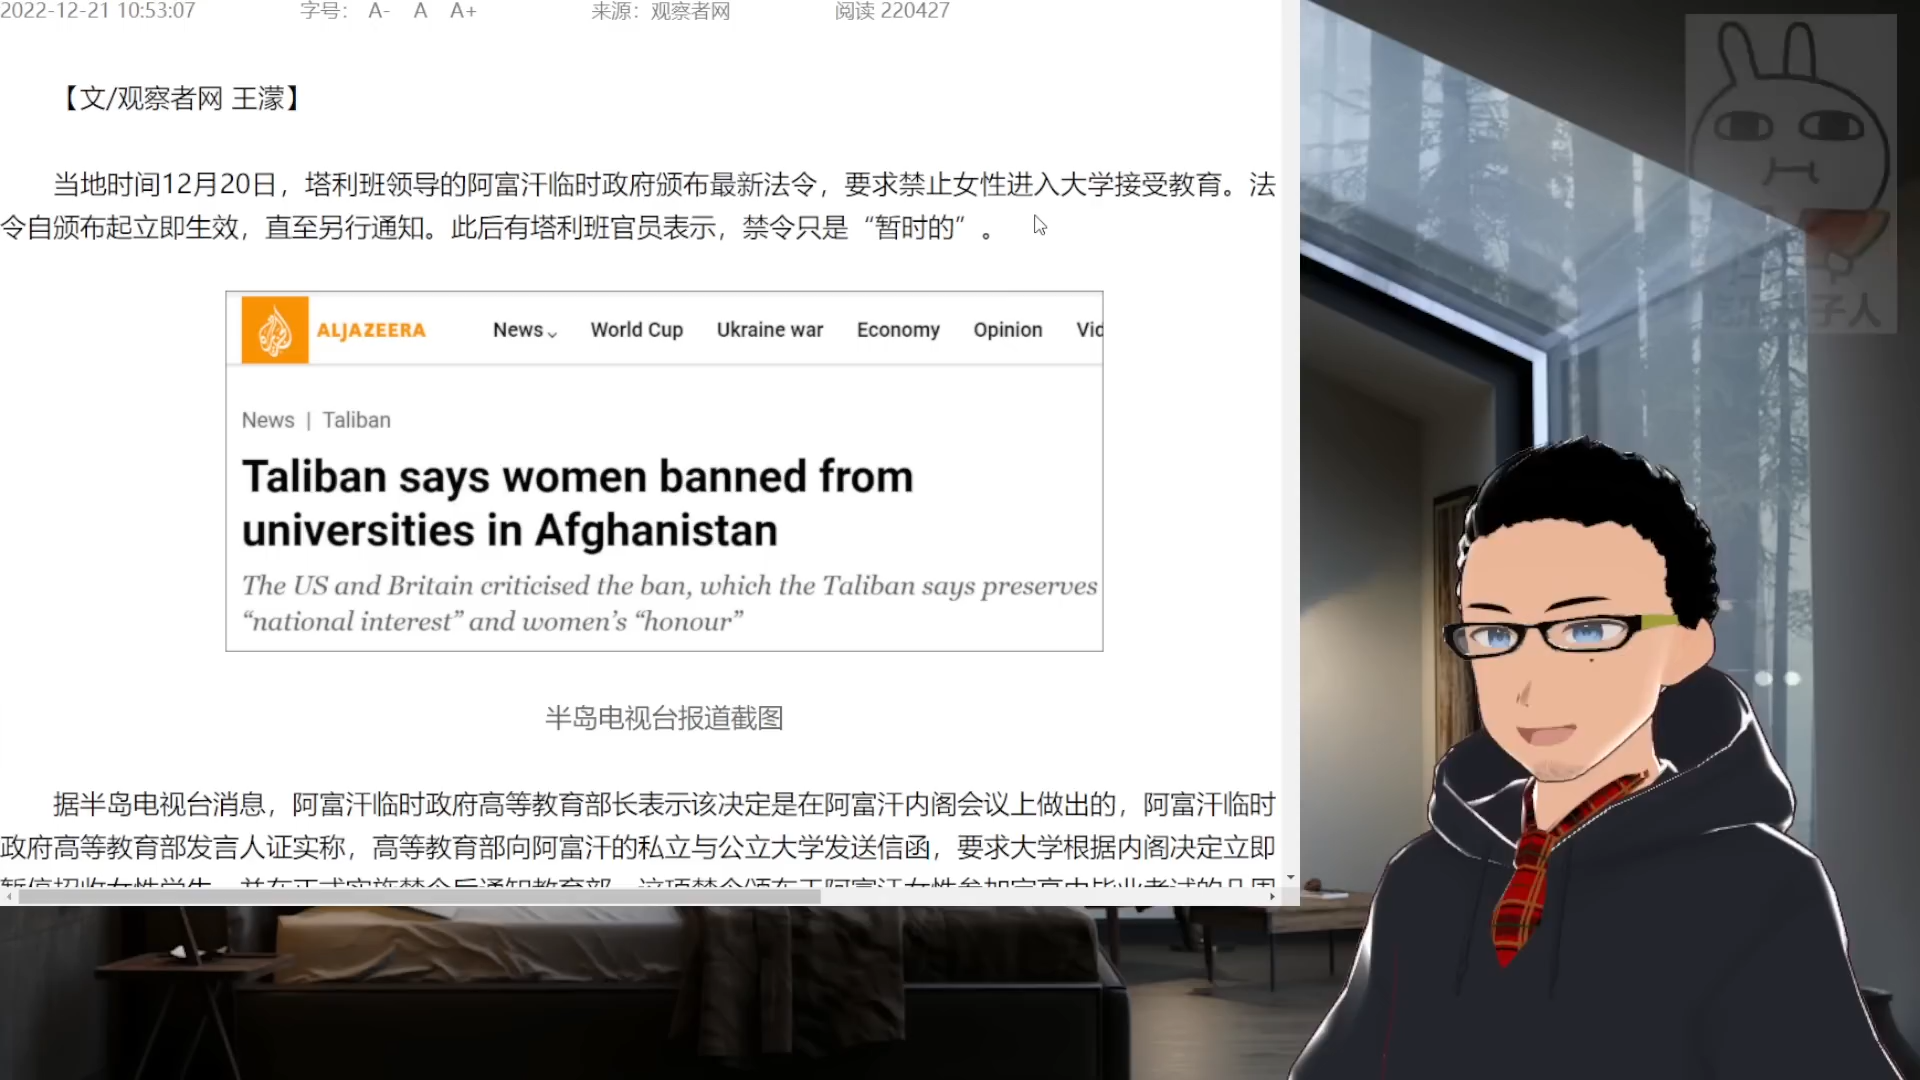 2022-12-21 10:53:07 字号： A- A A+ 来源：观察者网 阅读 220427
【文/观察者网 王濛】
当地时间12月20日，塔利班领导的阿富汗临时政府颁布最新法令，要求禁止女性进入大学接受教育。法
令自颁布起立即生效，直至另行通知。此后有塔利班官员表示，禁令只是“暂时的”。
ALJAZEERA News World Cup Ukraine war Economy Opinion
News | Taliban
Taliban says women banned from
universities in Afghanistan
The US and Britain criticised the ban, which the Taliban says preserves
“national interest” and women’s “honour”
半岛电视台报道截图
据半岛电视台消息，阿富汗临时政府高等教育部长表示该决定是在阿富汗内阁会议上做出的，阿富汗临时
政府高等教育部发言人证实称，高等教育部向阿富汗的私立与公立大学发送信函，要求大学根据内阁决定立即
子人